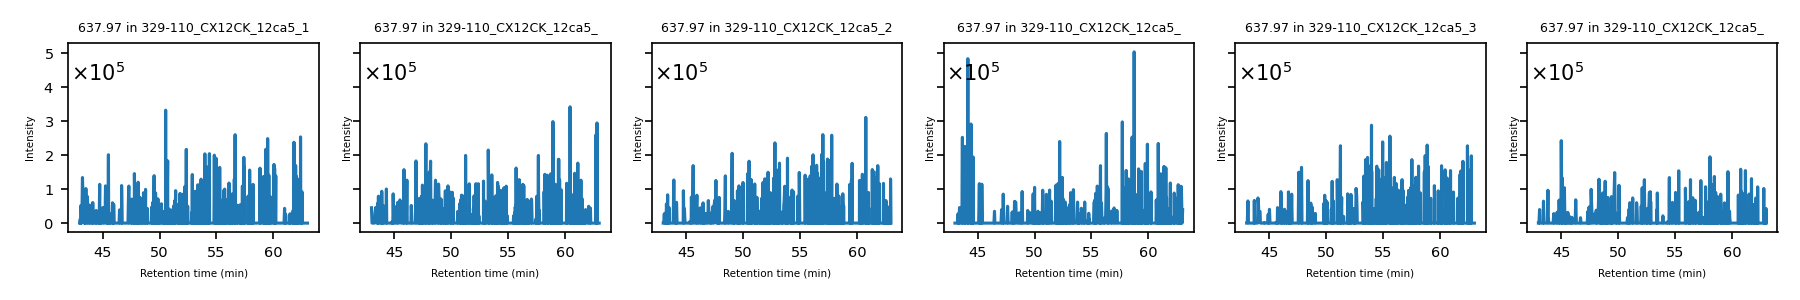 637.97 in 329-110_CX12CK_12ca5_1
637.97 in 329-110_CX12CK_12ca5_
637.97 in 329-110_CX12CK_12ca5_2
637.97 in 329-110_CX12CK_12ca5_
637.97 in 329-110_CX12CK_12ca5_3
637.97 in 329-110_CX12CK_12ca5_
×10⁵ ×10⁵ ×10⁵ ×10⁵ ×10⁵ ×10⁵
5
4
3
2
1
0
Intensity Intensity Intensity Intensity Intensity Intensity
45 50 55 60 45 50 55 60 45 50 55 60 45 50 55 60 45 50 55 60 45 50 55 60
Retention time (min) Retention time (min) Retention time (min) Retention time (min) Retention time (min) Retention time (min)